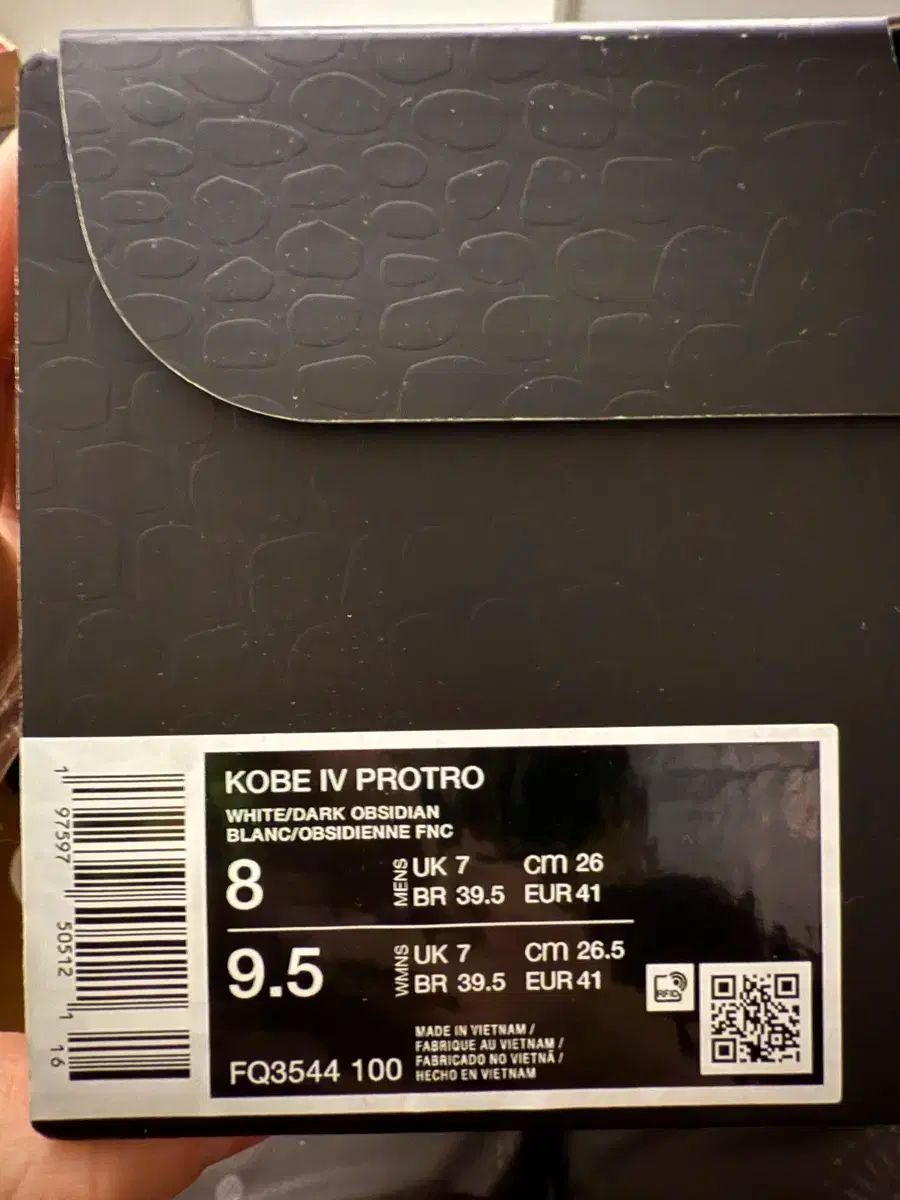 KOBE IV PROTRO
WHITE/DARK OBSIDIAN
BLANC/OBSIDIENNE FNC
8 MENS UK 7 cm 26
BR 39.5 EUR 41
9.5 WMNS UK 7 cm 26.5
BR 39.5 EUR 41
RFID
MADE IN VIETNAM /
FABRIQUE AU VIETNAM /
FABRICADO NO VIETNÃ /
HECHO EN VIETNAM
FQ3544 100
1 97597 50512 1 16